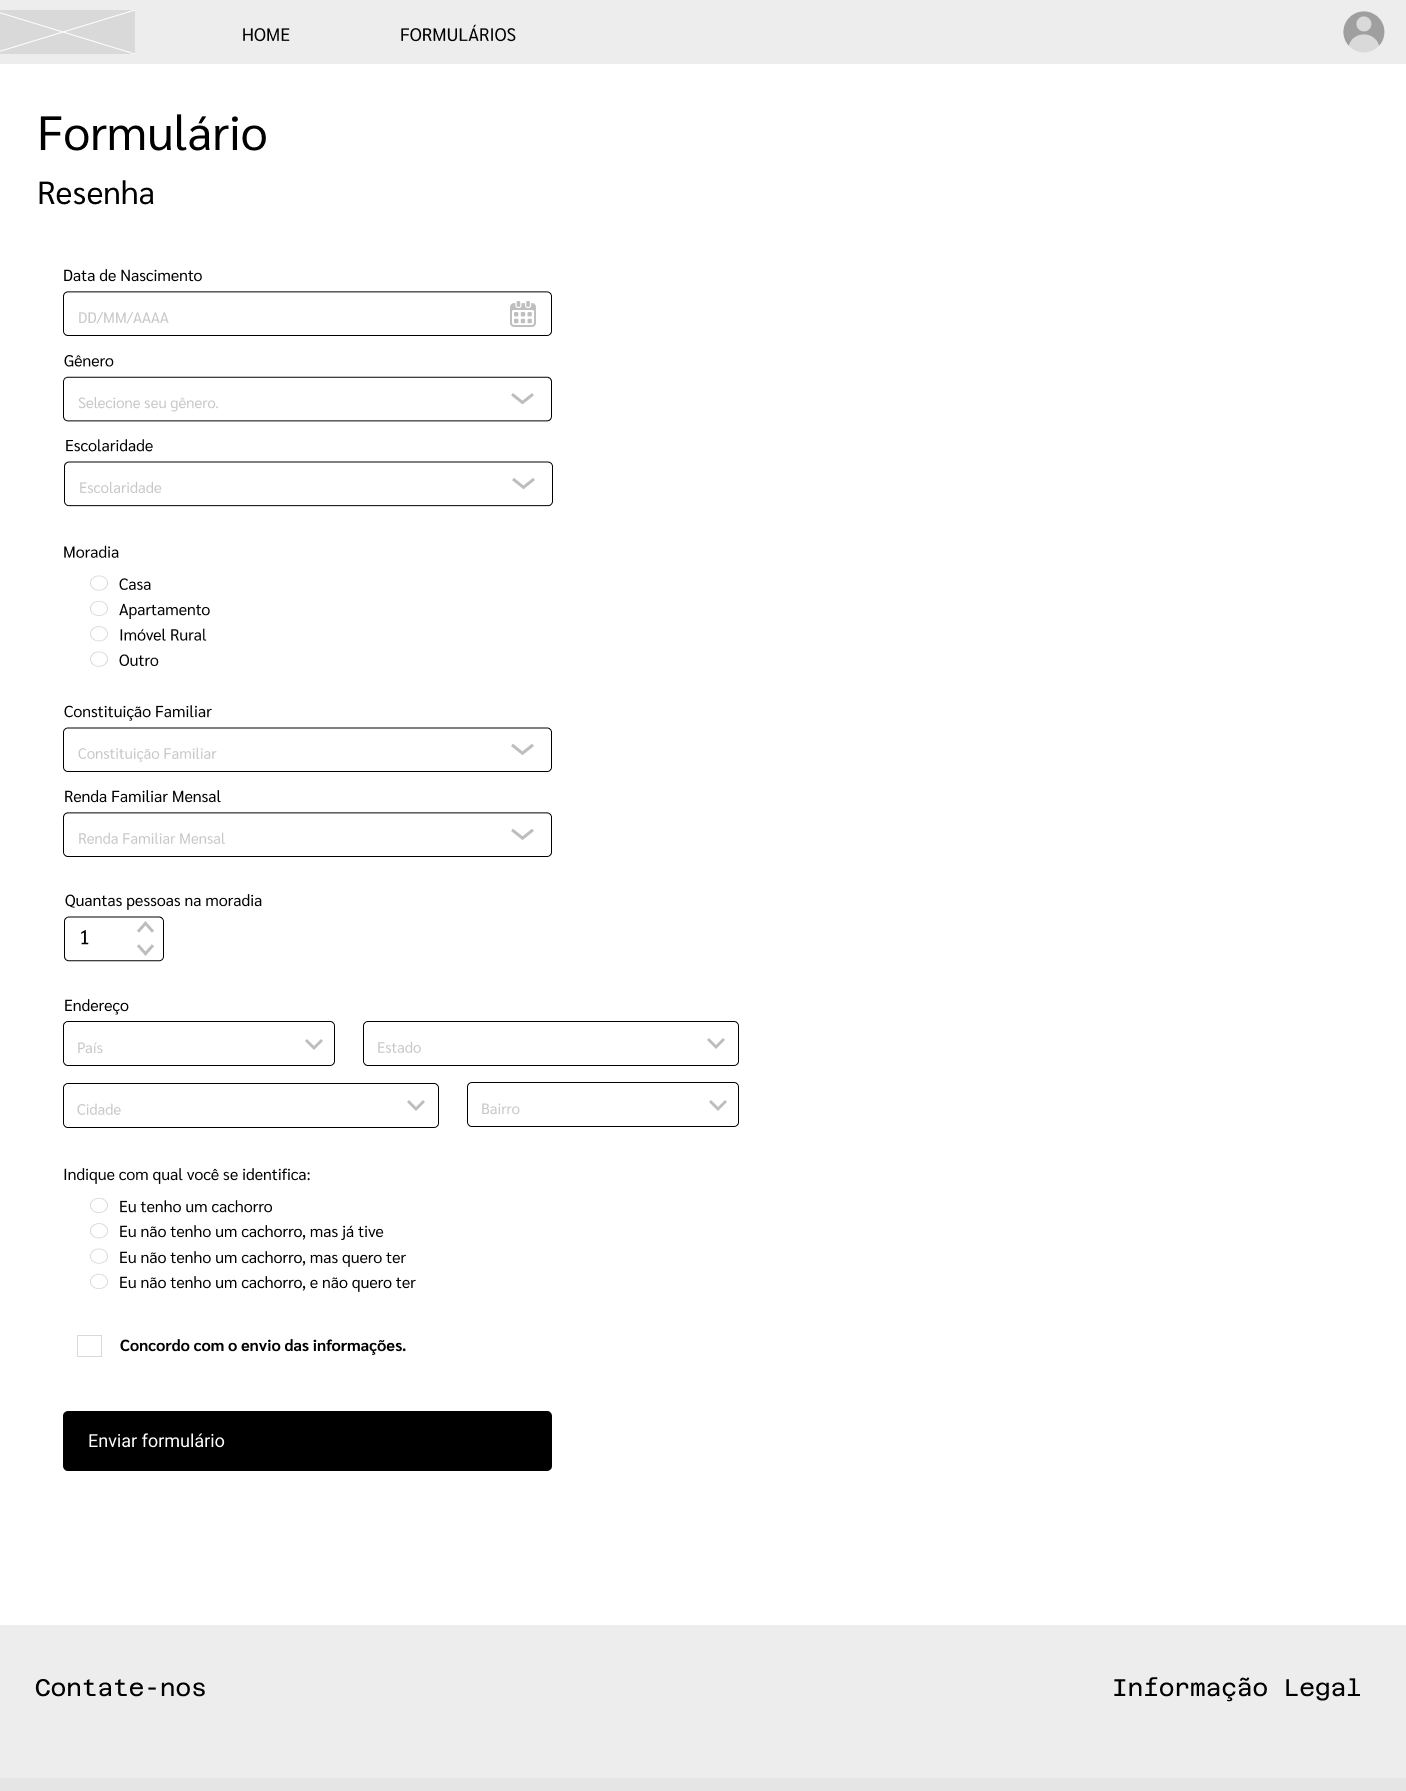 HOME FORMULÁRIOS
Formulário
Resenha
Data de Nascimento
DD/MM/AAAA
Gênero
Selecione seu gênero.
Escolaridade
Escolaridade
Moradia
Casa
Apartamento
Imóvel Rural
Outro
Constituição Familiar
Constituição Familiar
Renda Familiar Mensal
Renda Familiar Mensal
Quantas pessoas na moradia
1
Endereço
País Estado
Cidade Bairro
Indique com qual você se identifica:
Eu tenho um cachorro
Eu não tenho um cachorro, mas já tive
Eu não tenho um cachorro, mas quero ter
Eu não tenho um cachorro, e não quero ter
Concordo com o envio das informações.
Enviar formulário
Contate-nos Informação Legal